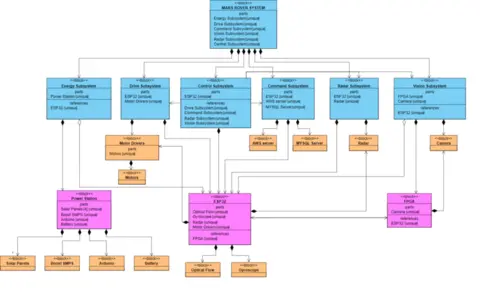 «block»
MARS ROVER SYSTEM
parts
Energy Subsystem{unique}
Drive Subsystem{unique}
Command Subsystem{unique}
Vision Subsystem{unique}
Radar Subsystem{unique}
Control Subsystem{unique}
«block»
Energy Subsystem
parts
Power Station{unique}
references
ESP32{unique}
«block»
Drive Subsystem
parts
ESP32{unique}
Motor Drivers{unique}
«block»
Control Subsystem
parts
ESP32{unique}
references
Drive Subsystem{unique}
Command Subsystem{unique}
Radar Subsystem{unique}
Vision Subsystem{unique}
«block»
Command Subsystem
parts
ESP32{unique}
AWS server{unique}
MySQL Server{unique}
«block»
Radar Subsystem
parts
ESP32{unique}
Radar{unique}
«block»
Vision Subsystem
parts
FPGA{unique}
Camera{unique}
references
ESP32{unique}
«block»
Motor Drivers
parts
Motors{unique}
«block»
AWS server
«block»
MYSQL Server
«block»
Radar
«block»
Camera
«block»
Motors
«block»
Power Station
parts
Solar Panels{unique}
Boost SMPS{unique}
Arduino{unique}
Battery{unique}
«block»
ESP32
parts
Optical Flow{unique}
Gyroscope{unique}
Radar{unique}
Motor Drivers{unique}
references
FPGA{unique}
«block»
FPGA
parts
Camera{unique}
references
ESP32{unique}
«block»
Solar Panels
«block»
Boost SMPS
«block»
Arduino
«block»
Battery
«block»
Optical Flow
«block»
Gyroscope